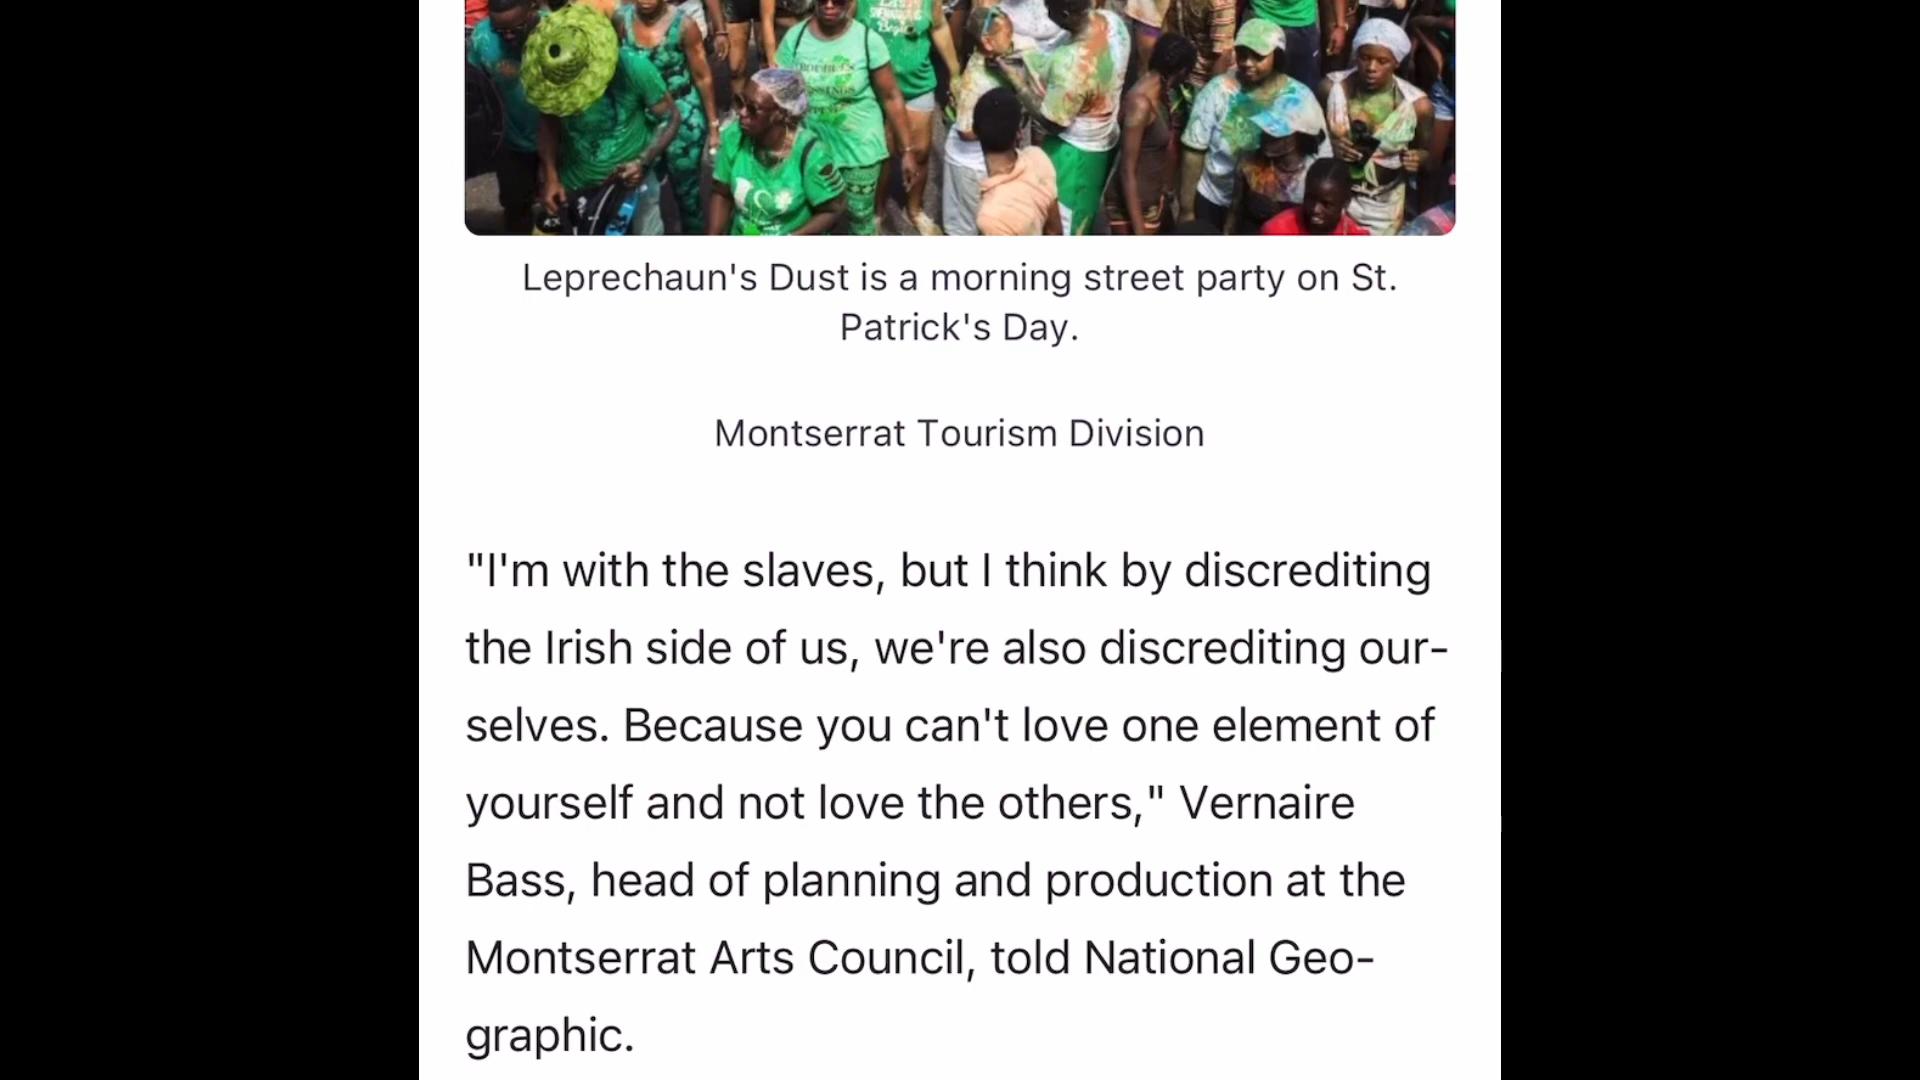 Leprechaun's Dust is a morning street party on St.
Patrick's Day.
Montserrat Tourism Division
"I'm with the slaves, but I think by discrediting
the Irish side of us, we're also discrediting our-
selves. Because you can't love one element of
yourself and not love the others," Vernaire
Bass, head of planning and production at the
Montserrat Arts Council, told National Geo-
graphic.